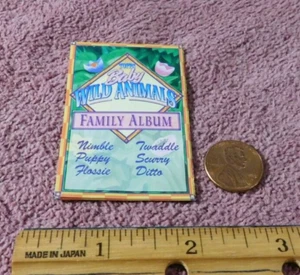 Baby
WILD ANIMALS
FAMILY ALBUM
Nimble Twaddle
Puppy Scurry
Flossie Ditto
MADE IN JAPAN 1 2 3